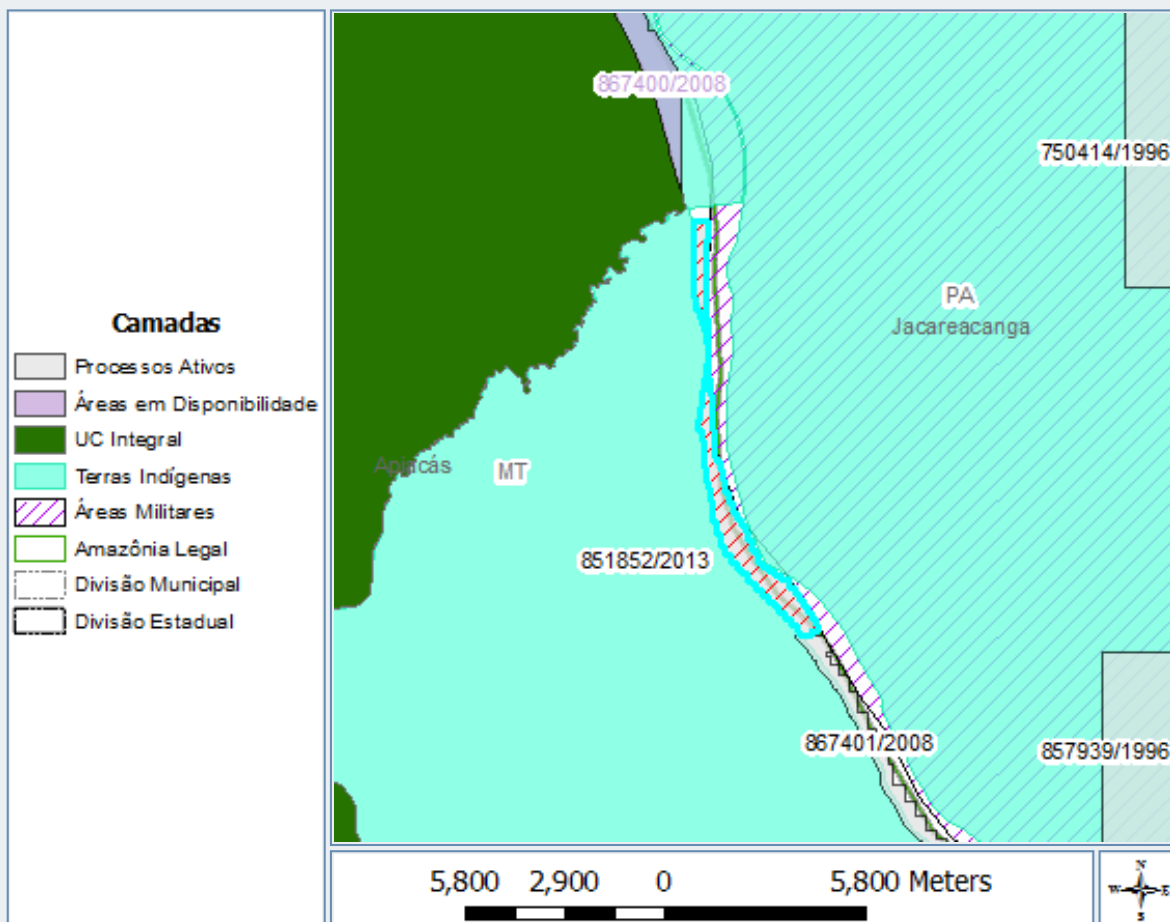 Camadas
Processos Ativos
Áreas em Disponibilidade
UC Integral
Terras Indígenas
Áreas Militares
Amazônia Legal
Divisão Municipal
Divisão Estadual
867400/2008
750414/1996
PA
Jacareacanga
Apiacás
MT
851852/2013
867401/2008
857939/1996
5,800 2,900 0 5,800 Meters
N
W E
S